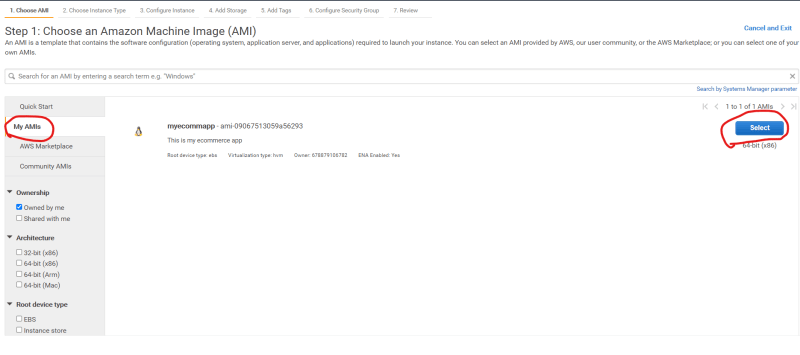 1. Choose AMI 2. Choose Instance Type 3. Configure Instance 4. Add Storage 5. Add Tags 6. Configure Security Group 7. Review
Step 1: Choose an Amazon Machine Image (AMI)
Cancel and Exit
An AMI is a template that contains the software configuration (operating system, application server, and applications) required to launch your instance. You can select an AMI provided by AWS, our user community, or the AWS Marketplace; or you can select one of your
own AMIs.
Search for an AMI by entering a search term e.g. "Windows"
Search by Systems Manager parameter
Quick Start
My AMIs
AWS Marketplace
Community AMIs
Ownership
Owned by me
Shared with me
Architecture
32-bit (x86)
64-bit (x86)
64-bit (Arm)
64-bit (Mac)
Root device type
EBS
Instance store
1 to 1 of 1 AMIs
myecommapp - ami-09067513059a56293
This is my ecommerce app
Root device type: ebs Virtualization type: hvm Owner: 678879106782 ENA Enabled: Yes
Select
64-bit (x86)